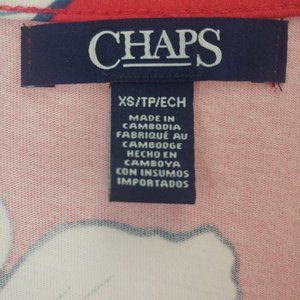 CHAPS
XS/TP/ECH
MADE IN
CAMBODIA
FABRIQUÉ AU
CAMBODGE
HECHO EN
CAMBOYA
CON INSUMOS
IMPORTADOS